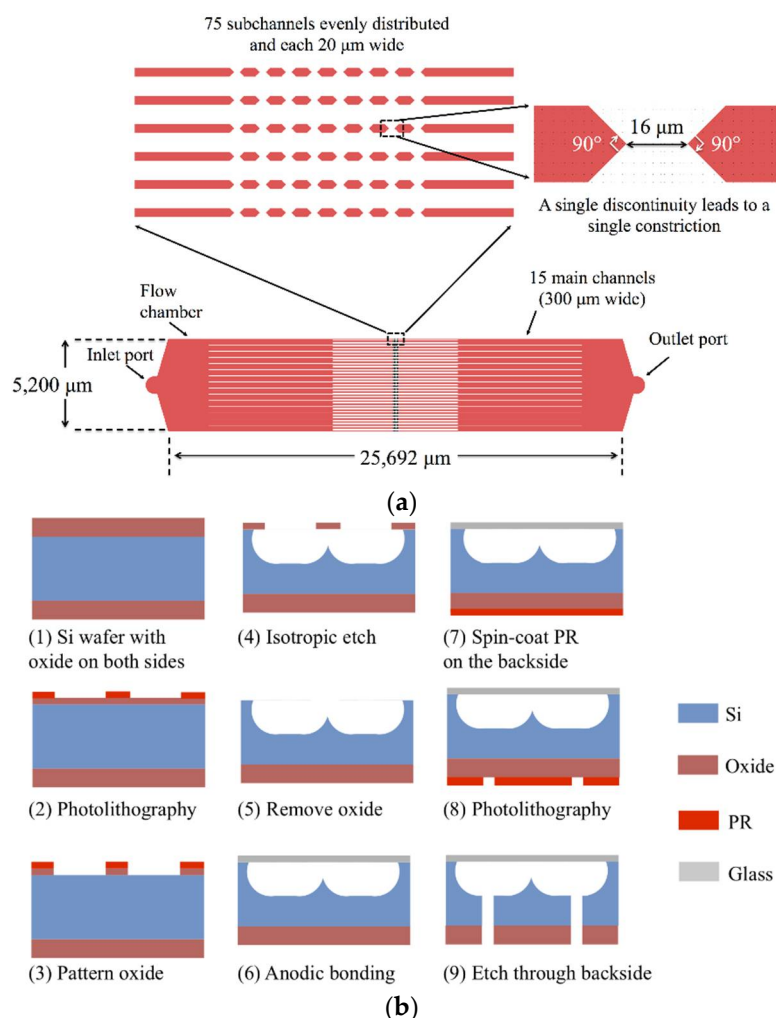 75 subchannels evenly distributed
and each 20 μm wide
16 μm
90°
90°
A single discontinuity leads to a
single constriction
Flow
chamber
15 main channels
(300 μm wide)
Inlet port
Outlet port
5,200 μm
25,692 μm
(a)
(1) Si wafer with
oxide on both sides
(4) Isotropic etch
(7) Spin-coat PR
on the backside
(2) Photolithography
(5) Remove oxide
(8) Photolithography
(3) Pattern oxide
(6) Anodic bonding
(9) Etch through backside
Si
Oxide
PR
Glass
(b)